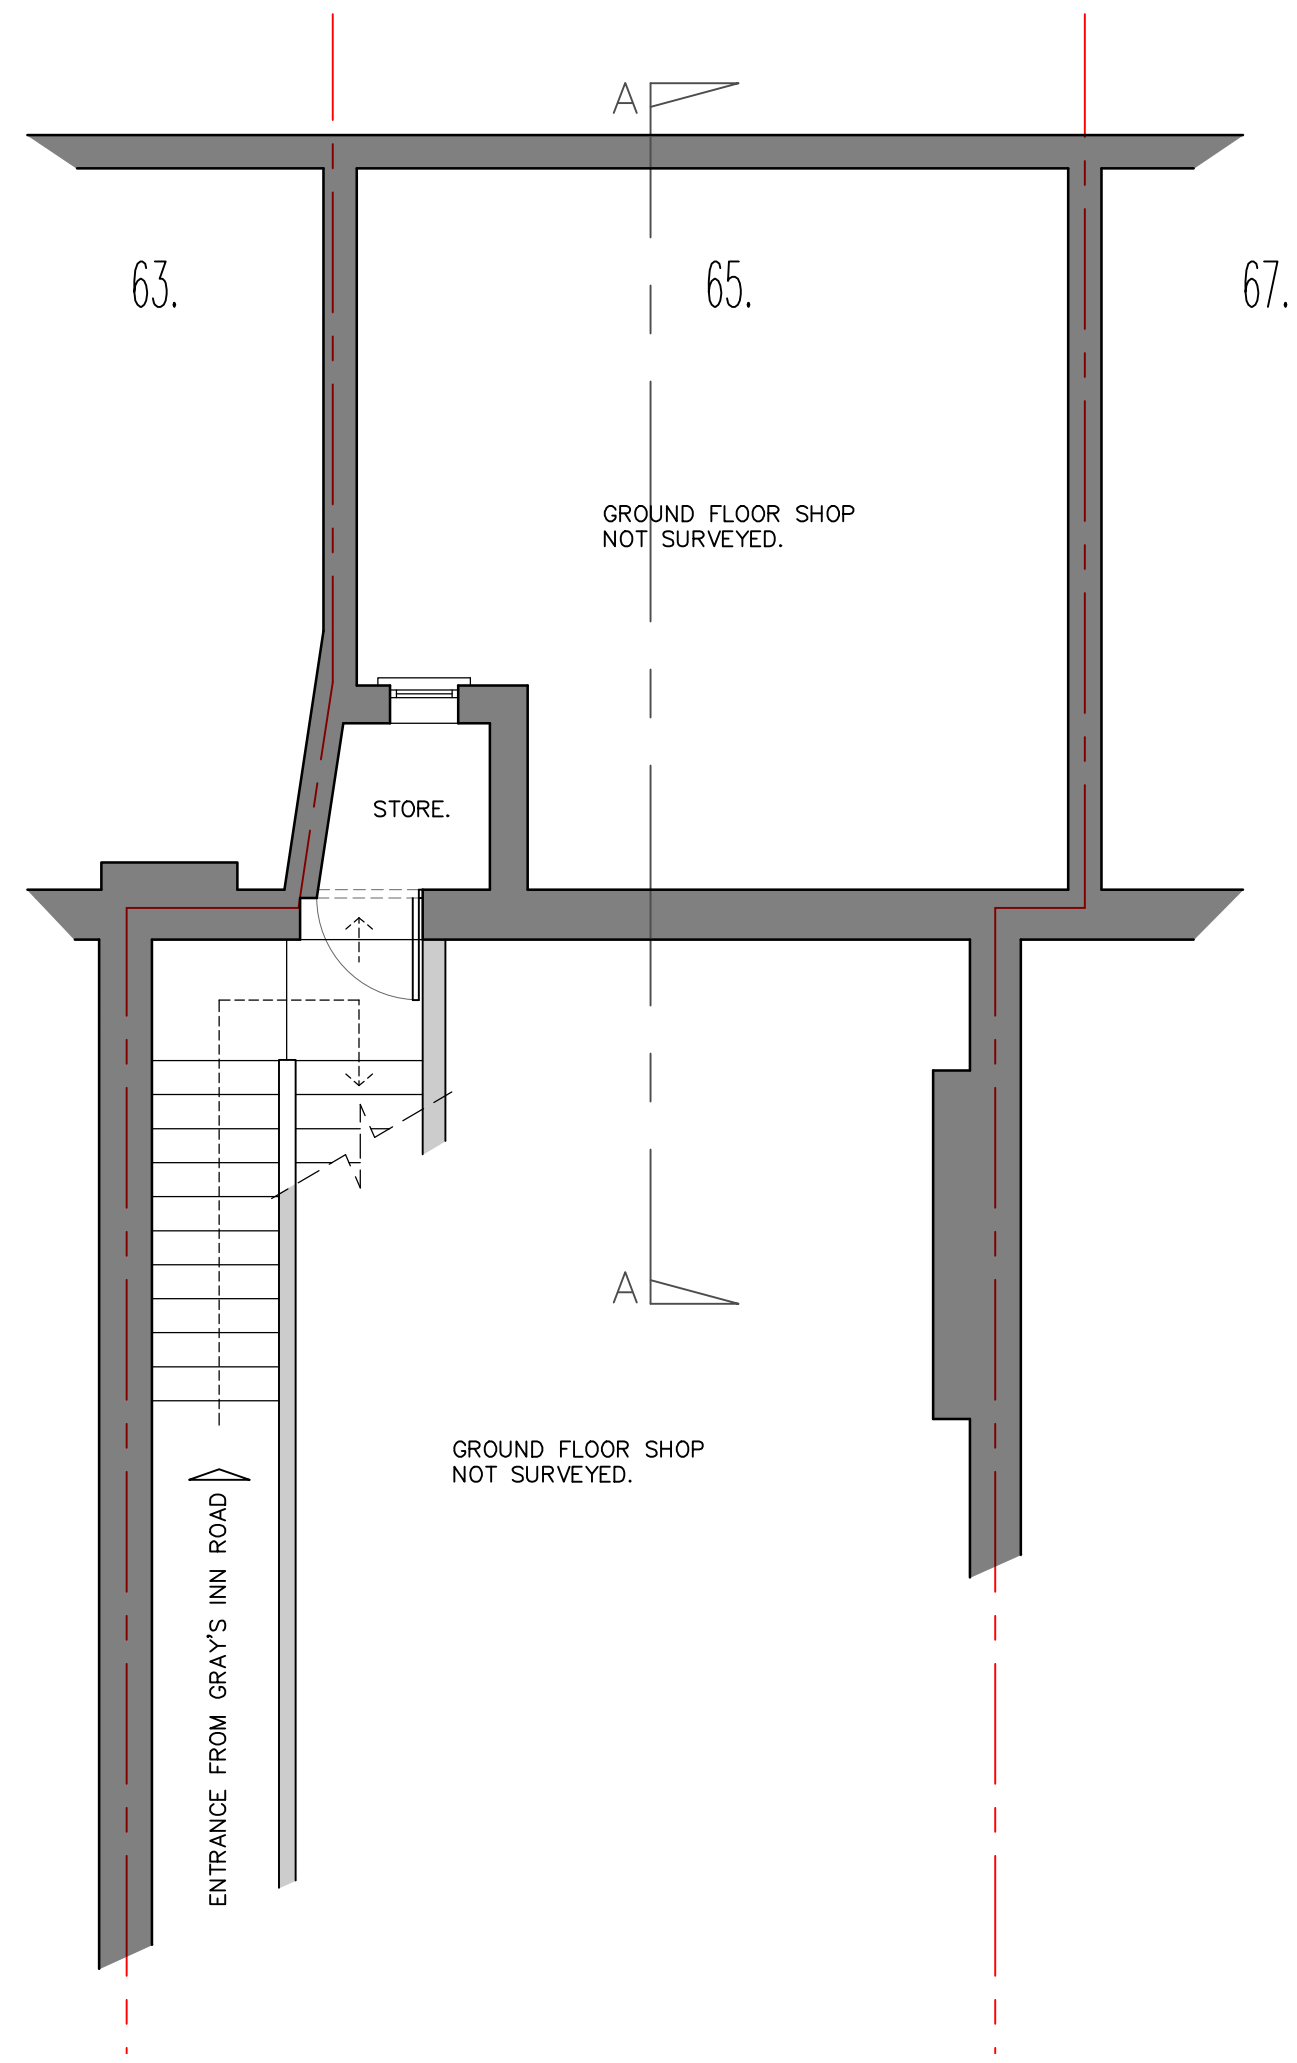 A
63.
65.
67.
GROUND FLOOR SHOP
NOT SURVEYED.
STORE.
A
GROUND FLOOR SHOP
NOT SURVEYED.
ENTRANCE FROM GRAY'S INN ROAD